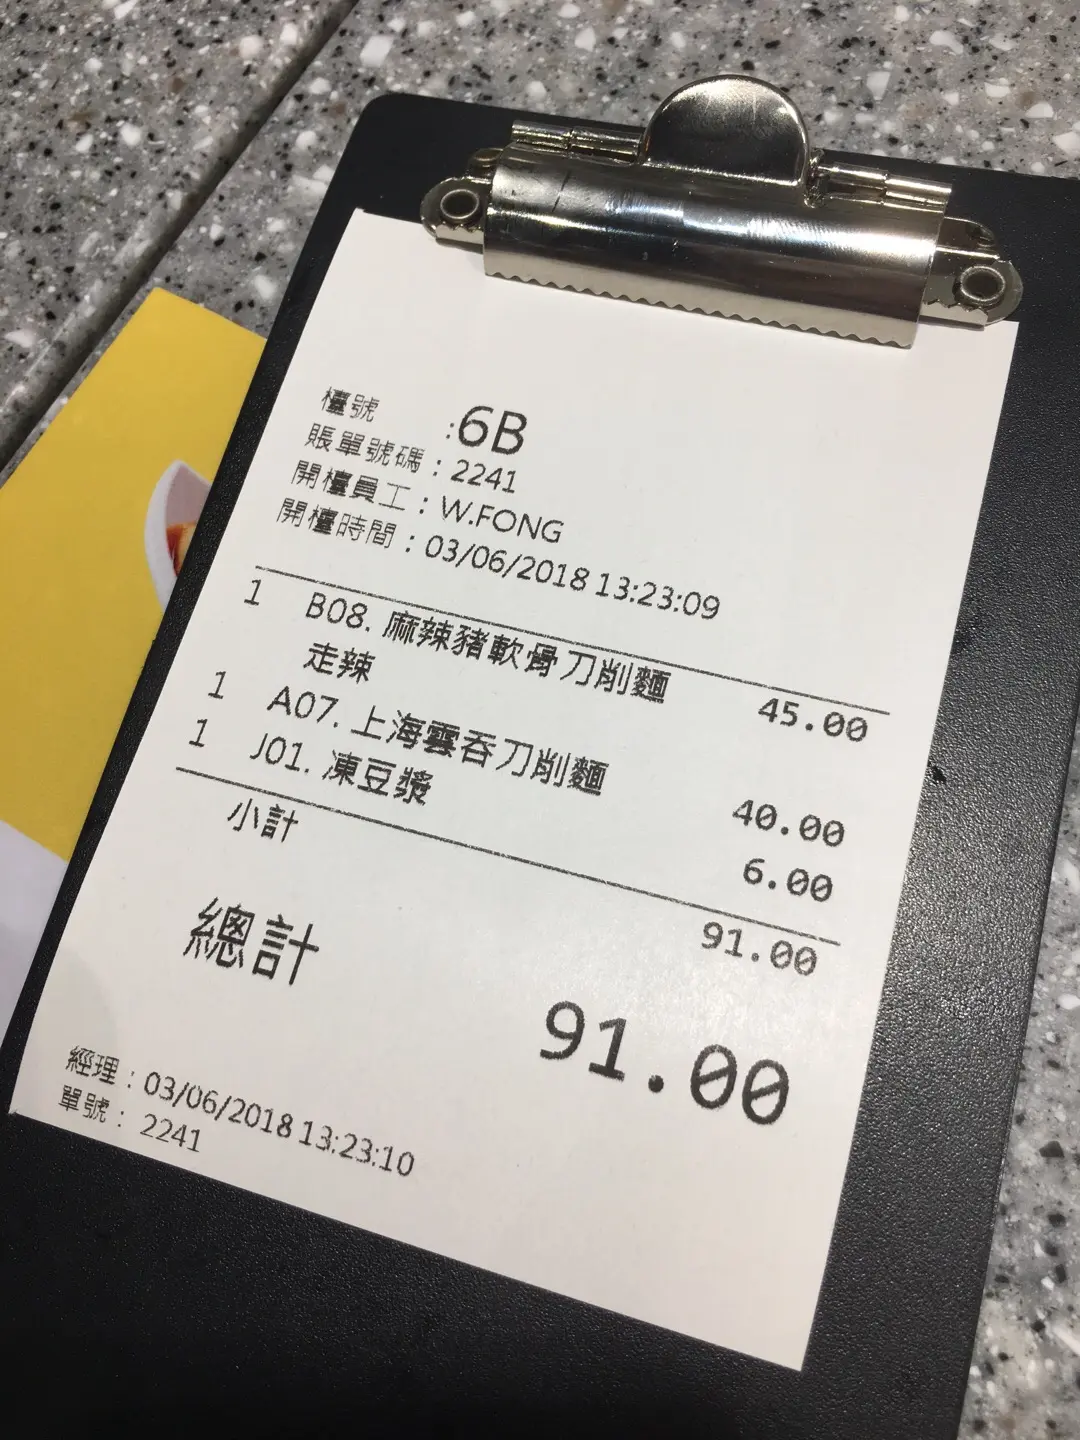 檯號 :6B
賬單號碼：2241
開檯員工：W.FONG
開檯時間：03/06/2018 13:23:09
1 B08. 麻辣豬軟骨刀削麵 45.00
走辣
1 A07. 上海雲吞刀削麵 40.00
1 J01. 凍豆漿 6.00
小計 91.00
總計 91.00
經理：03/06/2018 13:23:10
單號：2241